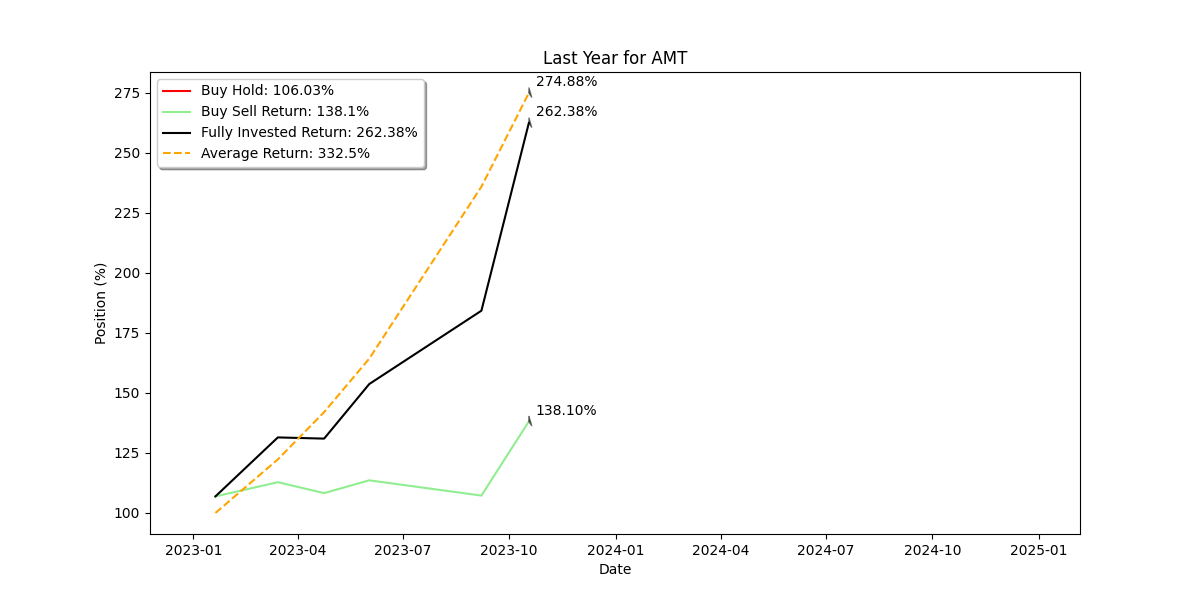 Last Year for AMT
274.88%
262.38%
138.10%
Buy Hold: 106.03%
Buy Sell Return: 138.1%
Fully Invested Return: 262.38%
Average Return: 332.5%
275
250
225
200
175
150
125
100
Position (%)
2023-01 2023-04 2023-07 2023-10 2024-01 2024-04 2024-07 2024-10 2025-01
Date